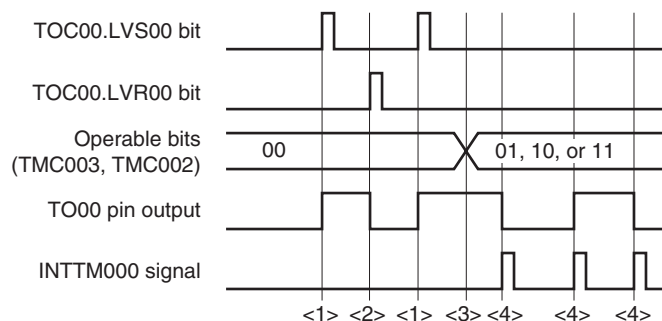 TOC00.LVS00 bit
TOC00.LVR00 bit
Operable bits
(TMC003, TMC002)
00
01, 10, or 11
TO00 pin output
INTTM000 signal
<1> <2> <1> <3> <4> <4> <4>